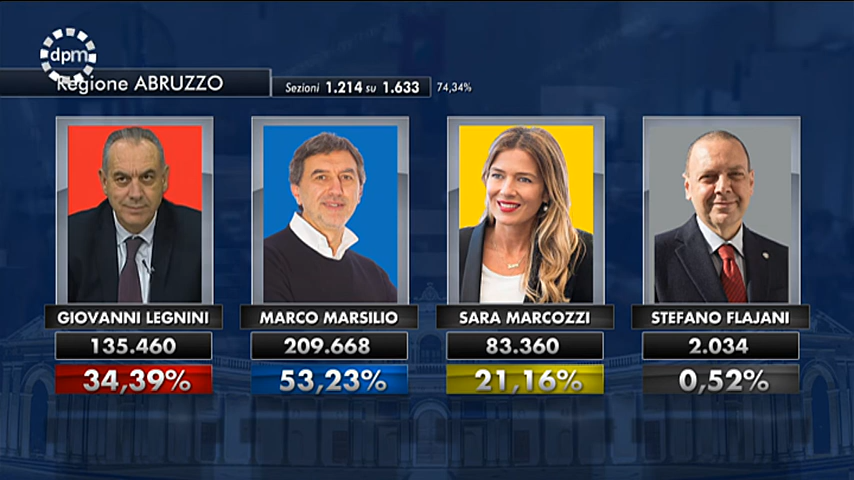 dpm
Regione ABRUZZO
Sezioni 1.214 su 1.633 74,34%
GIOVANNI LEGNINI MARCO MARSILIO SARA MARCOZZI STEFANO FLAJANI
135.460 209.668 83.360 2.034
34,39% 53,23% 21,16% 0,52%